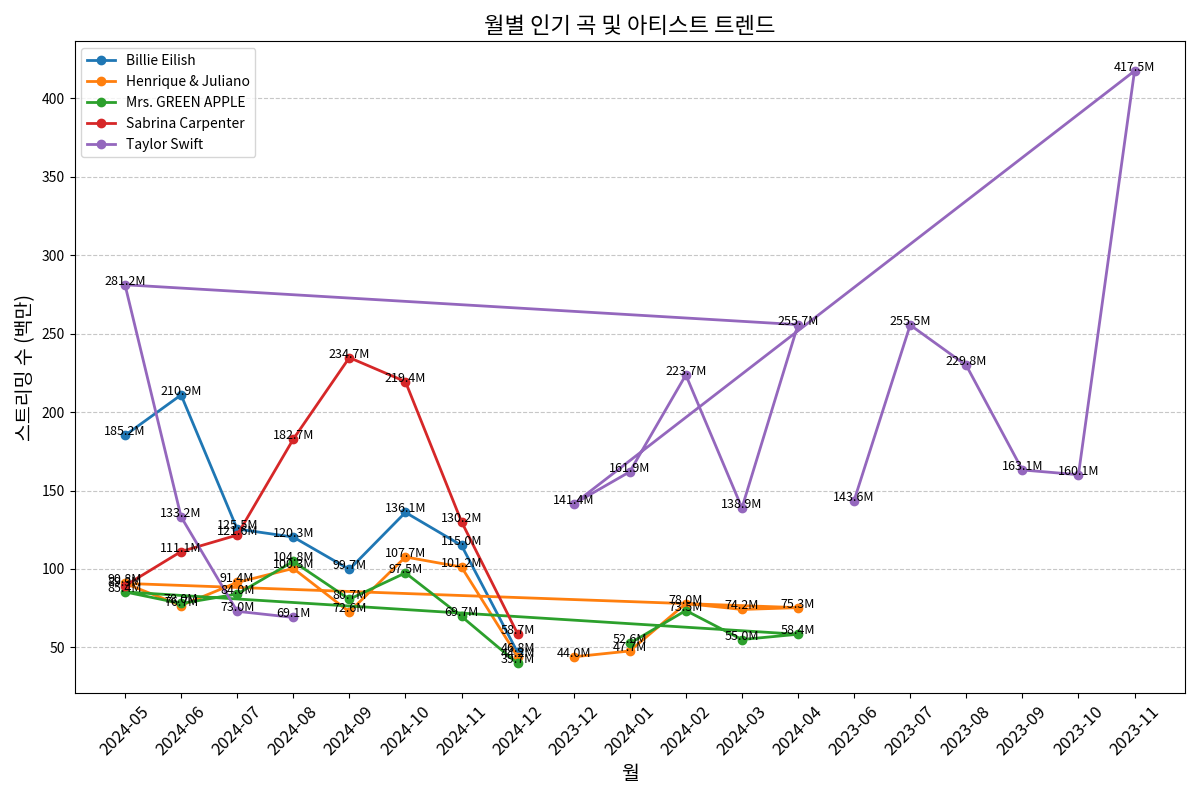 월별 인기 곡 및 아티스트 트렌드
Billie Eilish
Henrique & Juliano
Mrs. GREEN APPLE
Sabrina Carpenter
Taylor Swift
스트리밍 수 (백만)
400
350
300
250
200
150
100
50
417.5M
281.2M
255.7M
255.5M
234.7M
229.8M
223.7M
219.4M
210.9M
185.2M
182.7M
163.1M
161.9M
160.1M
143.6M
141.4M
138.9M
136.1M
133.2M
130.2M
125.5M
120.3M
115.0M
111.1M
107.7M
104.8M
101.2M
99.7M
97.5M
91.4M
84.0M
80.7M
78.0M
75.3M
74.2M
73.5M
73.0M
72.6M
69.7M
69.1M
58.7M
58.4M
55.0M
52.6M
47.7M
46.8M
44.0M
39.7M
2024-05
2024-06
2024-07
2024-08
2024-09
2024-10
2024-11
2024-12
2023-12
2024-01
2024-02
2024-03
2024-04
2023-06
2023-07
2023-08
2023-09
2023-10
2023-11
월